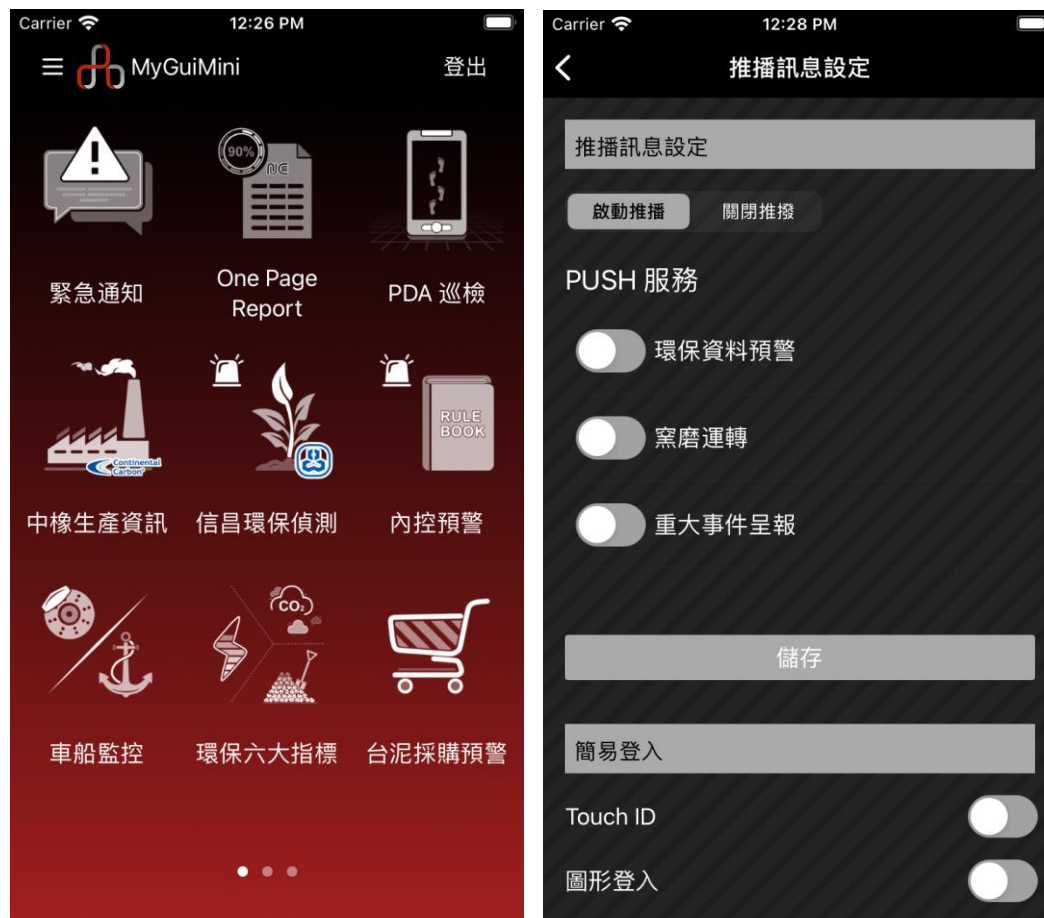 Carrier
12:26 PM
MyGuiMini
登出
90%
NE
緊急通知
One Page
Report
PDA 巡檢
RULE
BOOK
Continental
Carbon
中橡生產資訊
信昌環保偵測
內控預警
CO₂
車船監控
環保六大指標
台泥採購預警
Carrier
12:28 PM
推播訊息設定
推播訊息設定
啟動推播
關閉推撥
PUSH 服務
環保資料預警
窯磨運轉
重大事件呈報
儲存
簡易登入
Touch ID
圖形登入